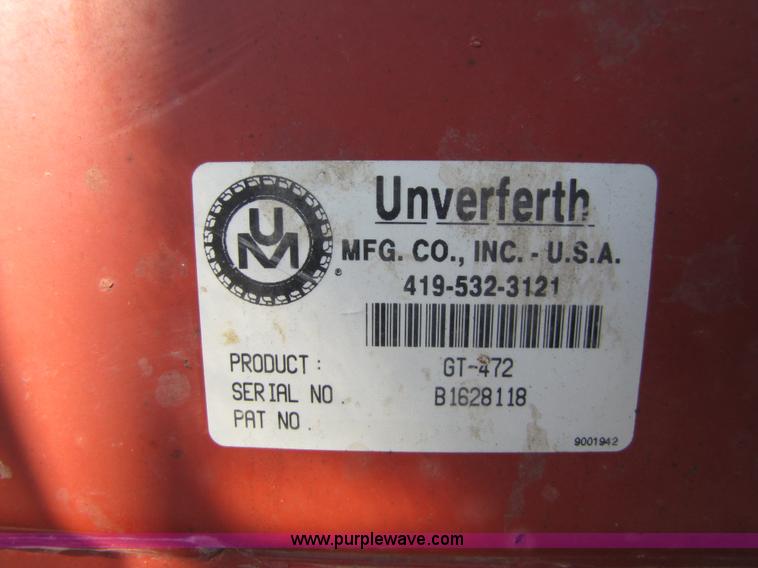 UM
®
Unverferth
MFG. CO., INC. - U.S.A.
419-532-3121
PRODUCT: GT-472
SERIAL NO. B1628118
PAT NO.
9001942
www.purplewave.com